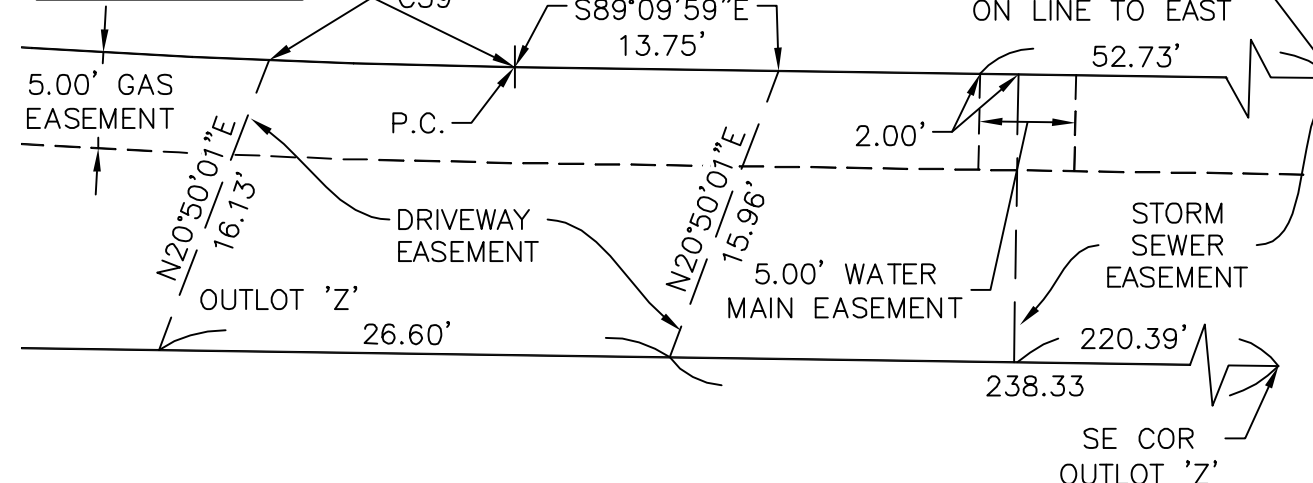 C59
S89°09'59"E
13.75'
ON LINE TO EAST
52.73'
5.00' GAS
EASEMENT
P.C.
2.00'
N20°50'01"E
16.13'
N20°50'01"E
15.96'
DRIVEWAY
EASEMENT
STORM
SEWER
EASEMENT
5.00' WATER
MAIN EASEMENT
OUTLOT 'Z'
26.60'
220.39'
238.33
SE COR
OUTLOT 'Z'